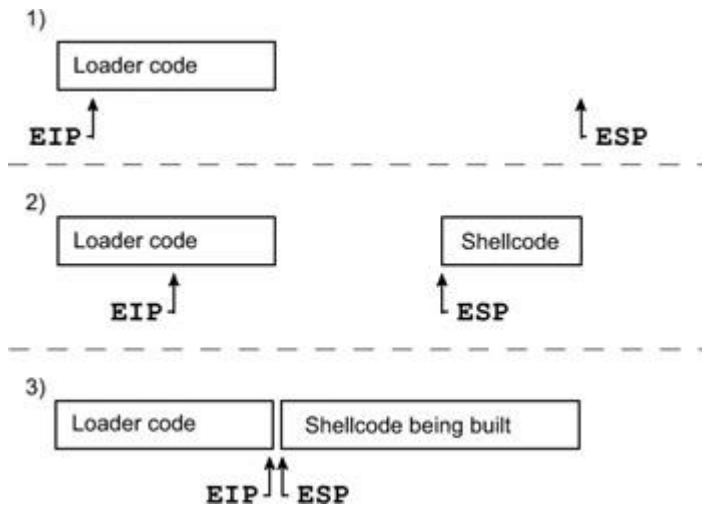 1)
Loader code
EIP ESP
2)
Loader code Shellcode
EIP ESP
3)
Loader code Shellcode being built
EIP ESP